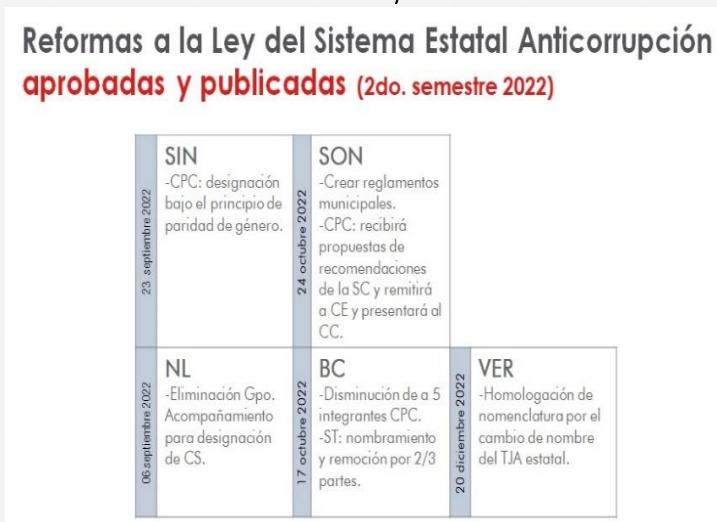 Reformas a la Ley del Sistema Estatal Anticorrupción
aprobadas y publicadas (2do. semestre 2022)
23 septiembre 2022
SIN
-CPC: designación
bajo el principio de
paridad de género.
24 octubre 2022
SON
-Crear reglamentos
municipales.
-CPC: recibirá
propuestas de
recomendaciones
de la SC y remitirá
a CE y presentará al
CC.
06 septiembre 2022
NL
-Eliminación Gpo.
Acompañamiento
para designación
de CS.
17 octubre 2022
BC
-Disminución de a 5
integrantes CPC.
-ST: nombramiento
y remoción por 2/3
partes.
20 diciembre 2022
VER
-Homologación de
nomenclatura por el
cambio de nombre
del TJA estatal.